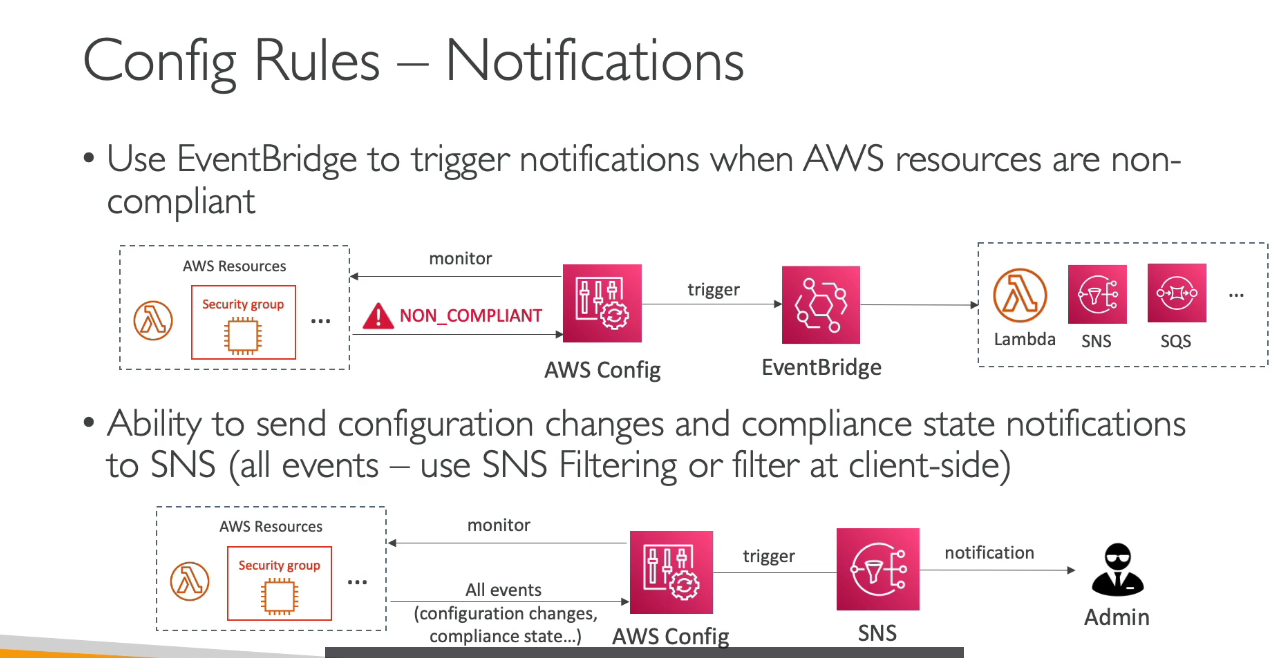 Config Rules – Notifications
• Use EventBridge to trigger notifications when AWS resources are non-
compliant
AWS Resources
Security group
...
monitor
NON_COMPLIANT
AWS Config
trigger
EventBridge
Lambda
SNS
SQS
...
• Ability to send configuration changes and compliance state notifications
to SNS (all events – use SNS Filtering or filter at client-side)
AWS Resources
Security group
...
monitor
All events
(configuration changes,
compliance state...)
AWS Config
trigger
SNS
notification
Admin